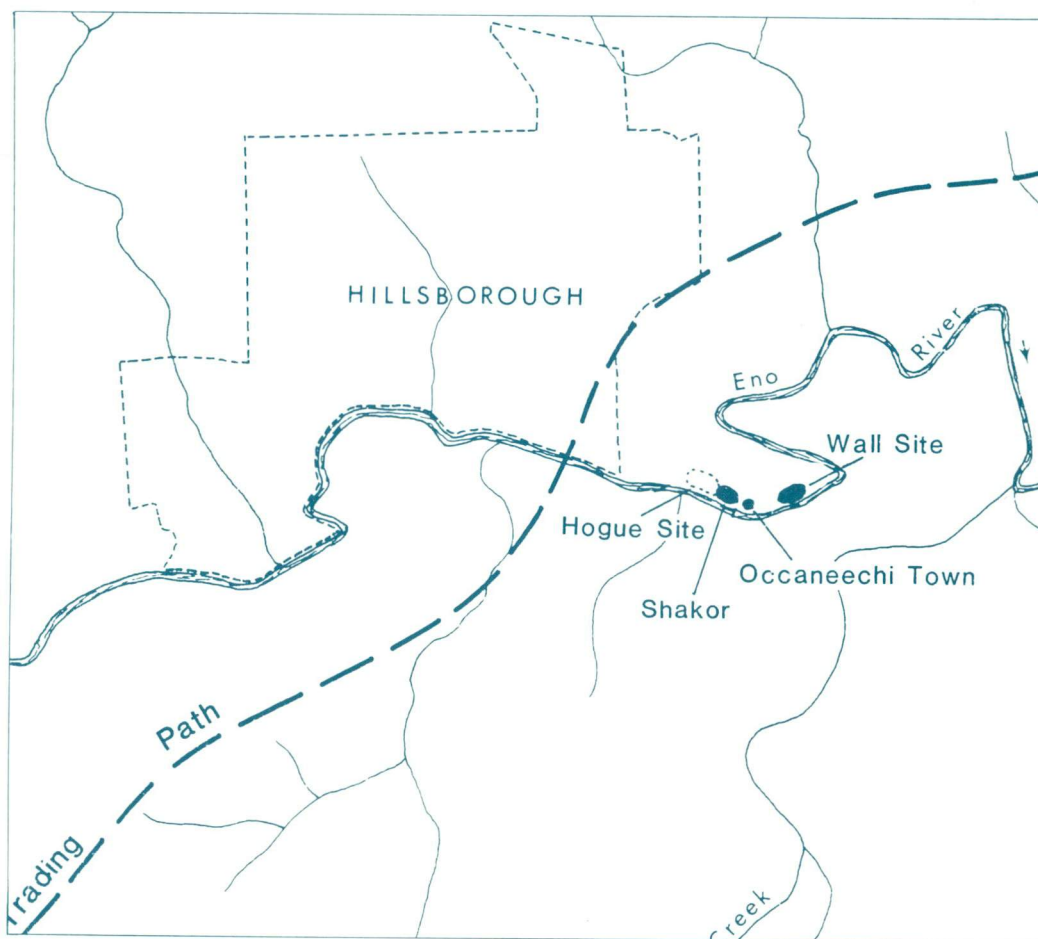 HILLSBOROUGH
Eno River
Wall Site
Hogue Site
Occaneechi Town
Shakor
Trading Path
Creek